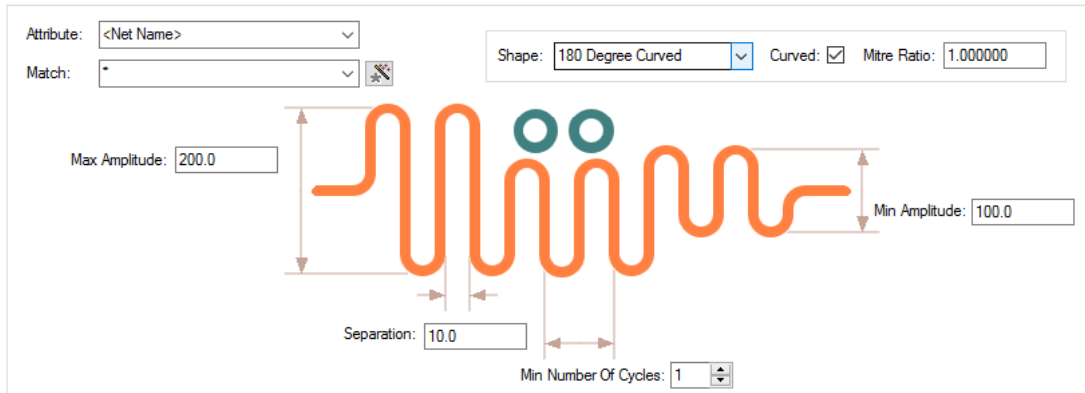 Attribute: <Net Name>
Match: *
Shape: 180 Degree Curved Curved: Mitre Ratio: 1.000000
Max Amplitude: 200.0
Min Amplitude: 100.0
Separation: 10.0
Min Number Of Cycles: 1